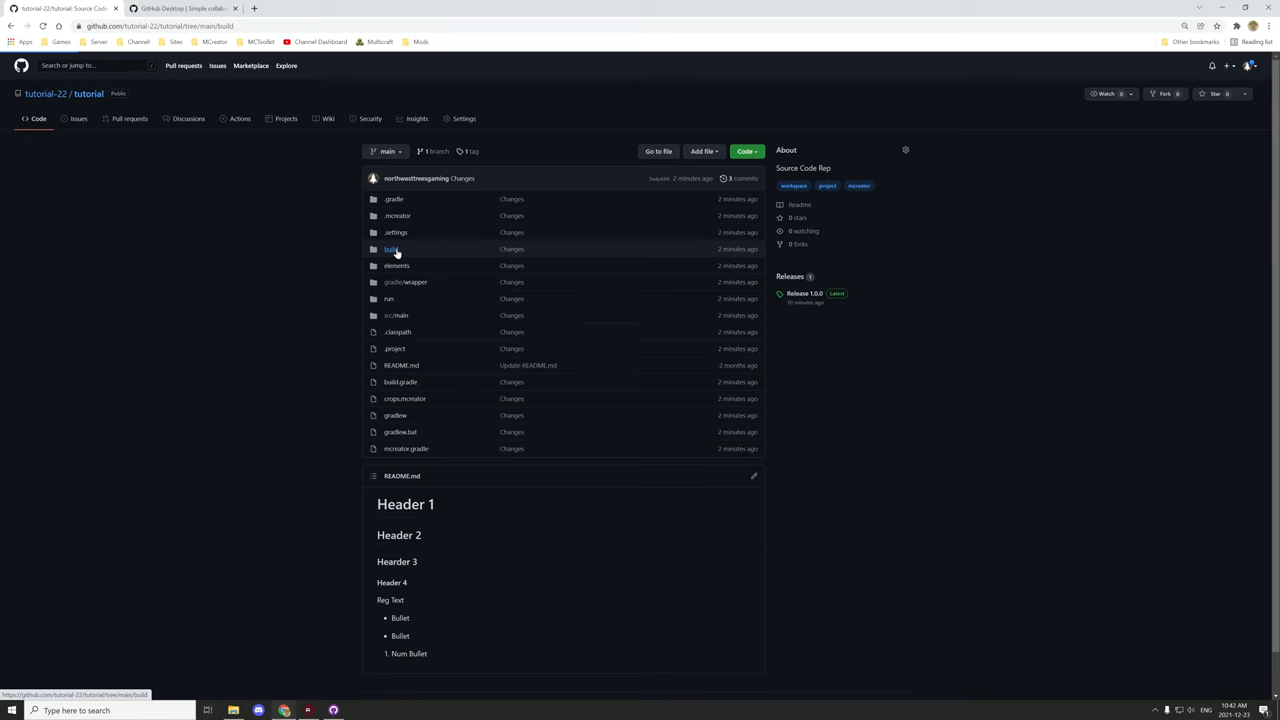 tutorial-22/tutorial: Source Code
GitHub Desktop | Simple collab
github.com/tutorial-22/tutorial/tree/main/build
Apps Games Server Channel Sites MCreator MCToolkit Channel Dashboard Multicraft Mods Other bookmarks Reading list
Search or jump to... / Pull requests Issues Marketplace Explore
tutorial-22 / tutorial Public Watch 0 Fork 0 Star 0
Code Issues Pull requests Discussions Actions Projects Wiki Security Insights Settings
main 1 branch 1 tag Go to file Add file Code About
Source Code Rep
northwesttreesgaming Changes 2 minutes ago 3 commits
workspace project mcreator
.gradle Changes 2 minutes ago
Readme
.mcreator Changes 2 minutes ago
0 stars
.settings Changes 2 minutes ago
0 watching
build Changes 2 minutes ago
0 forks
elements Changes 2 minutes ago
Releases 1
gradle/wrapper Changes 2 minutes ago
Release 1.0.0 Latest
run Changes 2 minutes ago
10 minutes ago
src/main Changes 2 minutes ago
.classpath Changes 2 minutes ago
.project Changes 2 minutes ago
README.md Update README.md 2 months ago
build.gradle Changes 2 minutes ago
crops.mcreator Changes 2 minutes ago
gradlew Changes 2 minutes ago
gradlew.bat Changes 2 minutes ago
mcreator.gradle Changes 2 minutes ago
README.md
Header 1
Header 2
Hearder 3
Header 4
Reg Text
• Bullet
• Bullet
1. Num Bullet
https://github.com/tutorial-22/tutorial/tree/main/build
Type here to search ENG 10:42 AM
2021-12-23